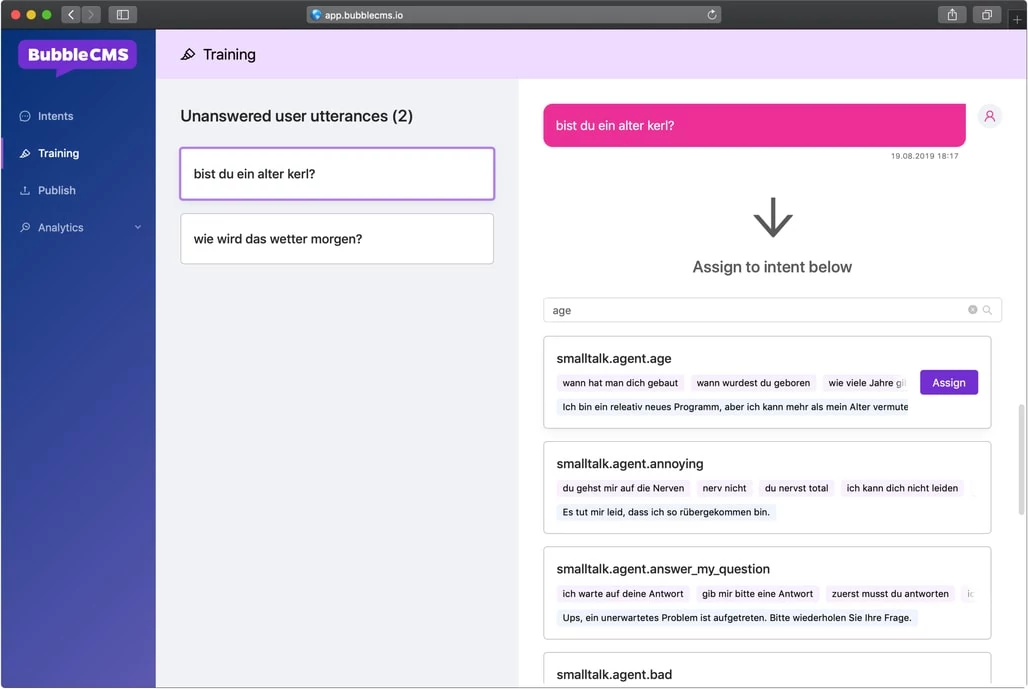 app.bubblecms.io
BubbleCMS
Training
Intents
Training
Publish
Analytics
Unanswered user utterances (2)
bist du ein alter kerl?
wie wird das wetter morgen?
bist du ein alter kerl?
19.08.2019 18:17
Assign to intent below
age
smalltalk.agent.age
wann hat man dich gebaut wann wurdest du geboren wie viele Jahre
Assign
Ich bin ein releativ neues Programm, aber ich kann mehr als mein Alter vermute
smalltalk.agent.annoying
du gehst mir auf die Nerven nerv nicht du nervst total ich kann dich nicht leiden
Es tut mir leid, dass ich so rübergekommen bin.
smalltalk.agent.answer_my_question
ich warte auf deine Antwort gib mir bitte eine Antwort zuerst musst du antworten
Ups, ein unerwartetes Problem ist aufgetreten. Bitte wiederholen Sie Ihre Frage.
smalltalk.agent.bad